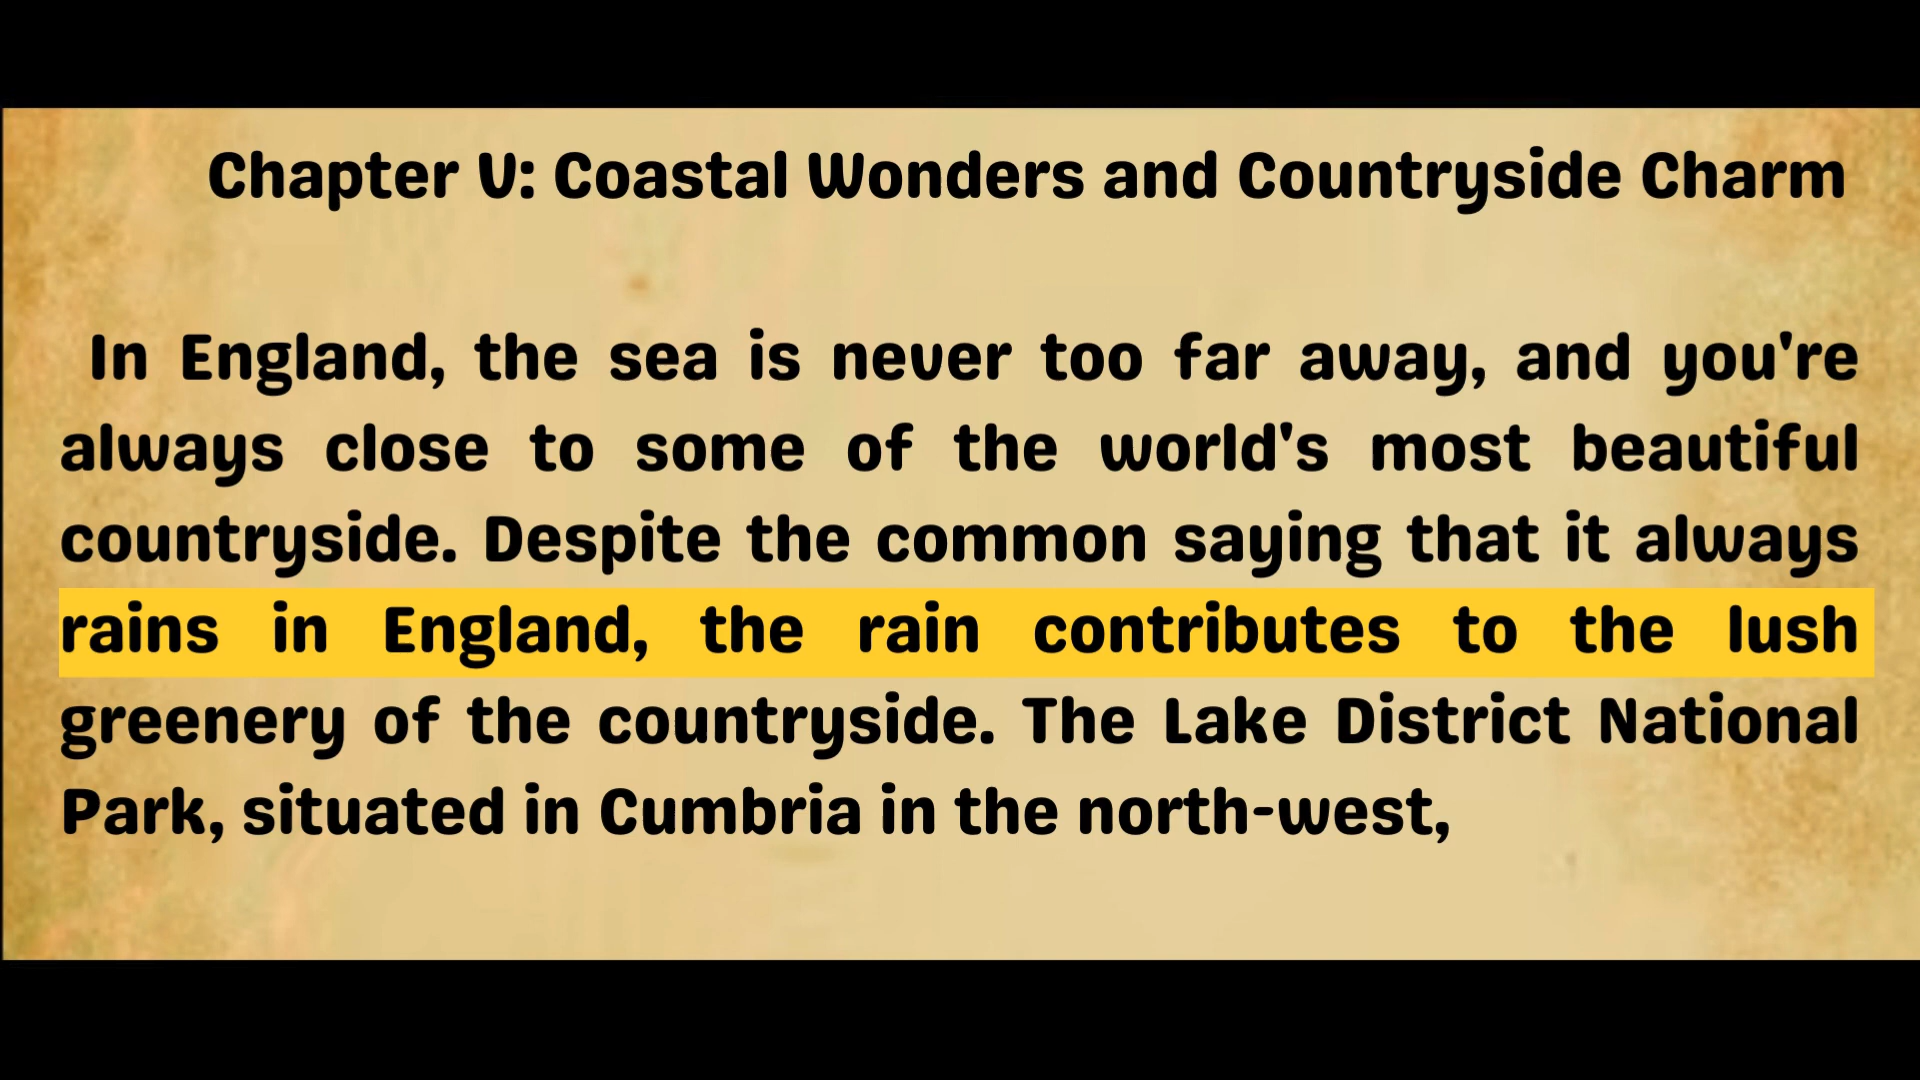 Chapter V: Coastal Wonders and Countryside Charm
In England, the sea is never too far away, and you're
always close to some of the world's most beautiful
countryside. Despite the common saying that it always
rains in England, the rain contributes to the lush
greenery of the countryside. The Lake District National
Park, situated in Cumbria in the north-west,